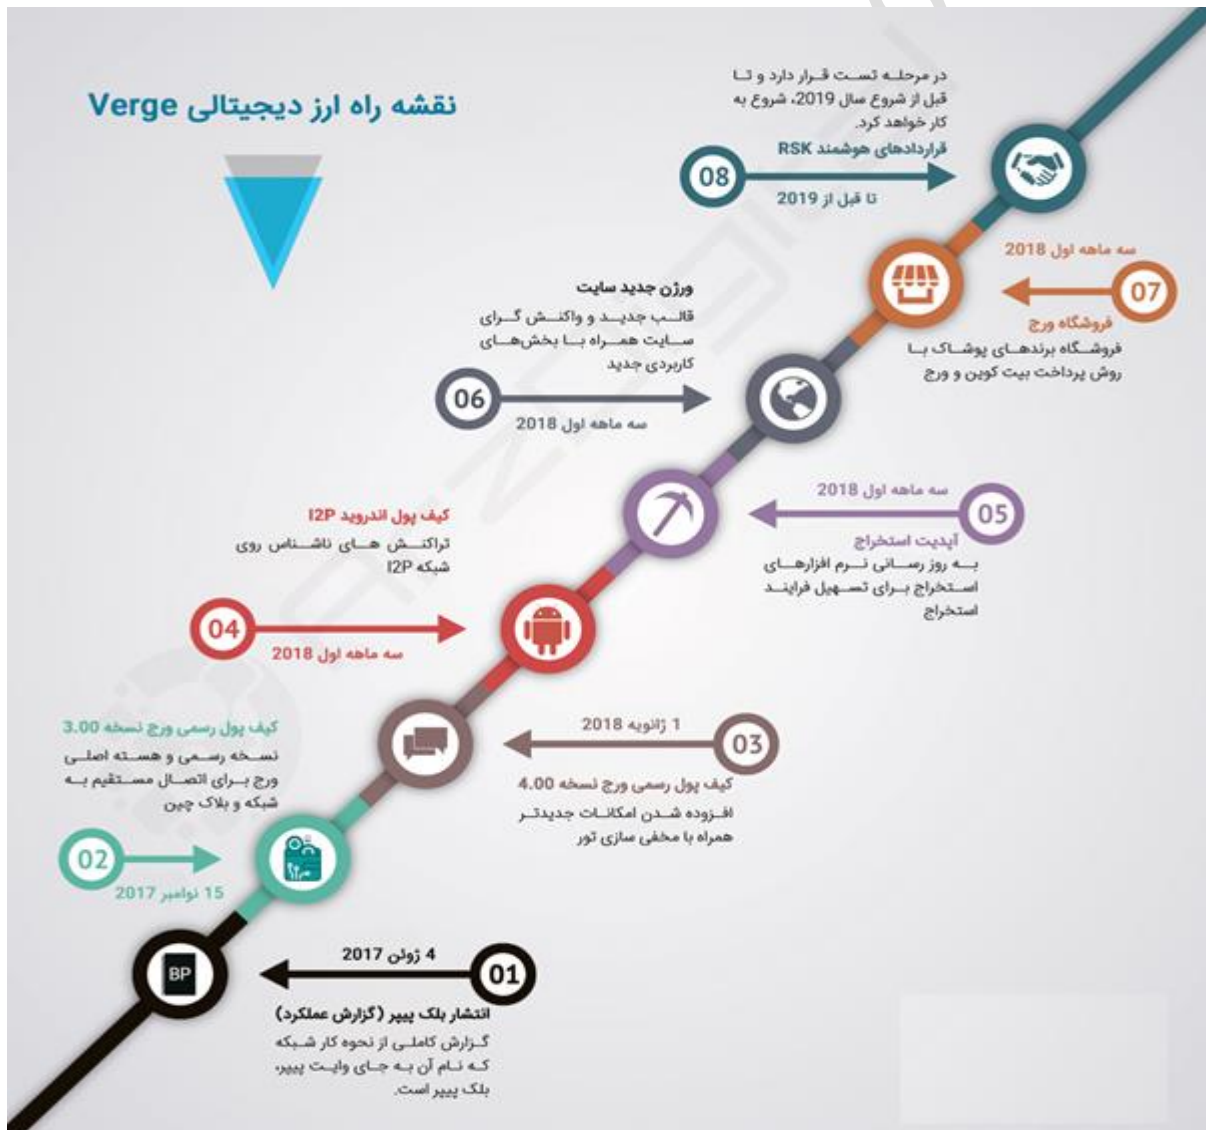 نقشه راه ارز دیجیتالی Verge
در مرحله تست قرار دارد و تا
قبل از شروع سال 2019، شروع به
کار خواهد کرد.
قراردادهای هوشمند RSK
08
تا قبل از 2019
سه ماهه اول 2018
07
فروشگاه ورج
فروشگاه برندهای پوشاک با
روش پرداخت بیت کوین و ورج
ورژن جدید سایت
قالب جدید و واکنش گرای
سایت همراه با بخش‌های
کاربردی جدید
06
سه ماهه اول 2018
سه ماهه اول 2018
05
آپدیت استخراج
به روز رسانی نرم افزارهای
استخراج برای تسهیل فرایند
استخراج
کیف پول اندروید I2P
تراکنش های ناشناس روی
شبکه I2P
04
سه ماهه اول 2018
1 ژانویه 2018
03
کیف پول رسمی ورج نسخه 4.00
افزوده شدن امکانات جدیدتر
همراه با مخفی سازی تور
کیف پول رسمی ورج نسخه 3.00
نسخه رسمی و هسته اصلی
ورج برای اتصال مستقیم به
شبکه و بلاک چین
02
15 نوامبر 2017
BP
4 ژوئن 2017
01
انتشار بلک پیپر (گزارش عملکرد)
گزارش کاملی از نحوه کار شبکه
که نام آن به جای وایت پیپر،
بلک پیپر است.